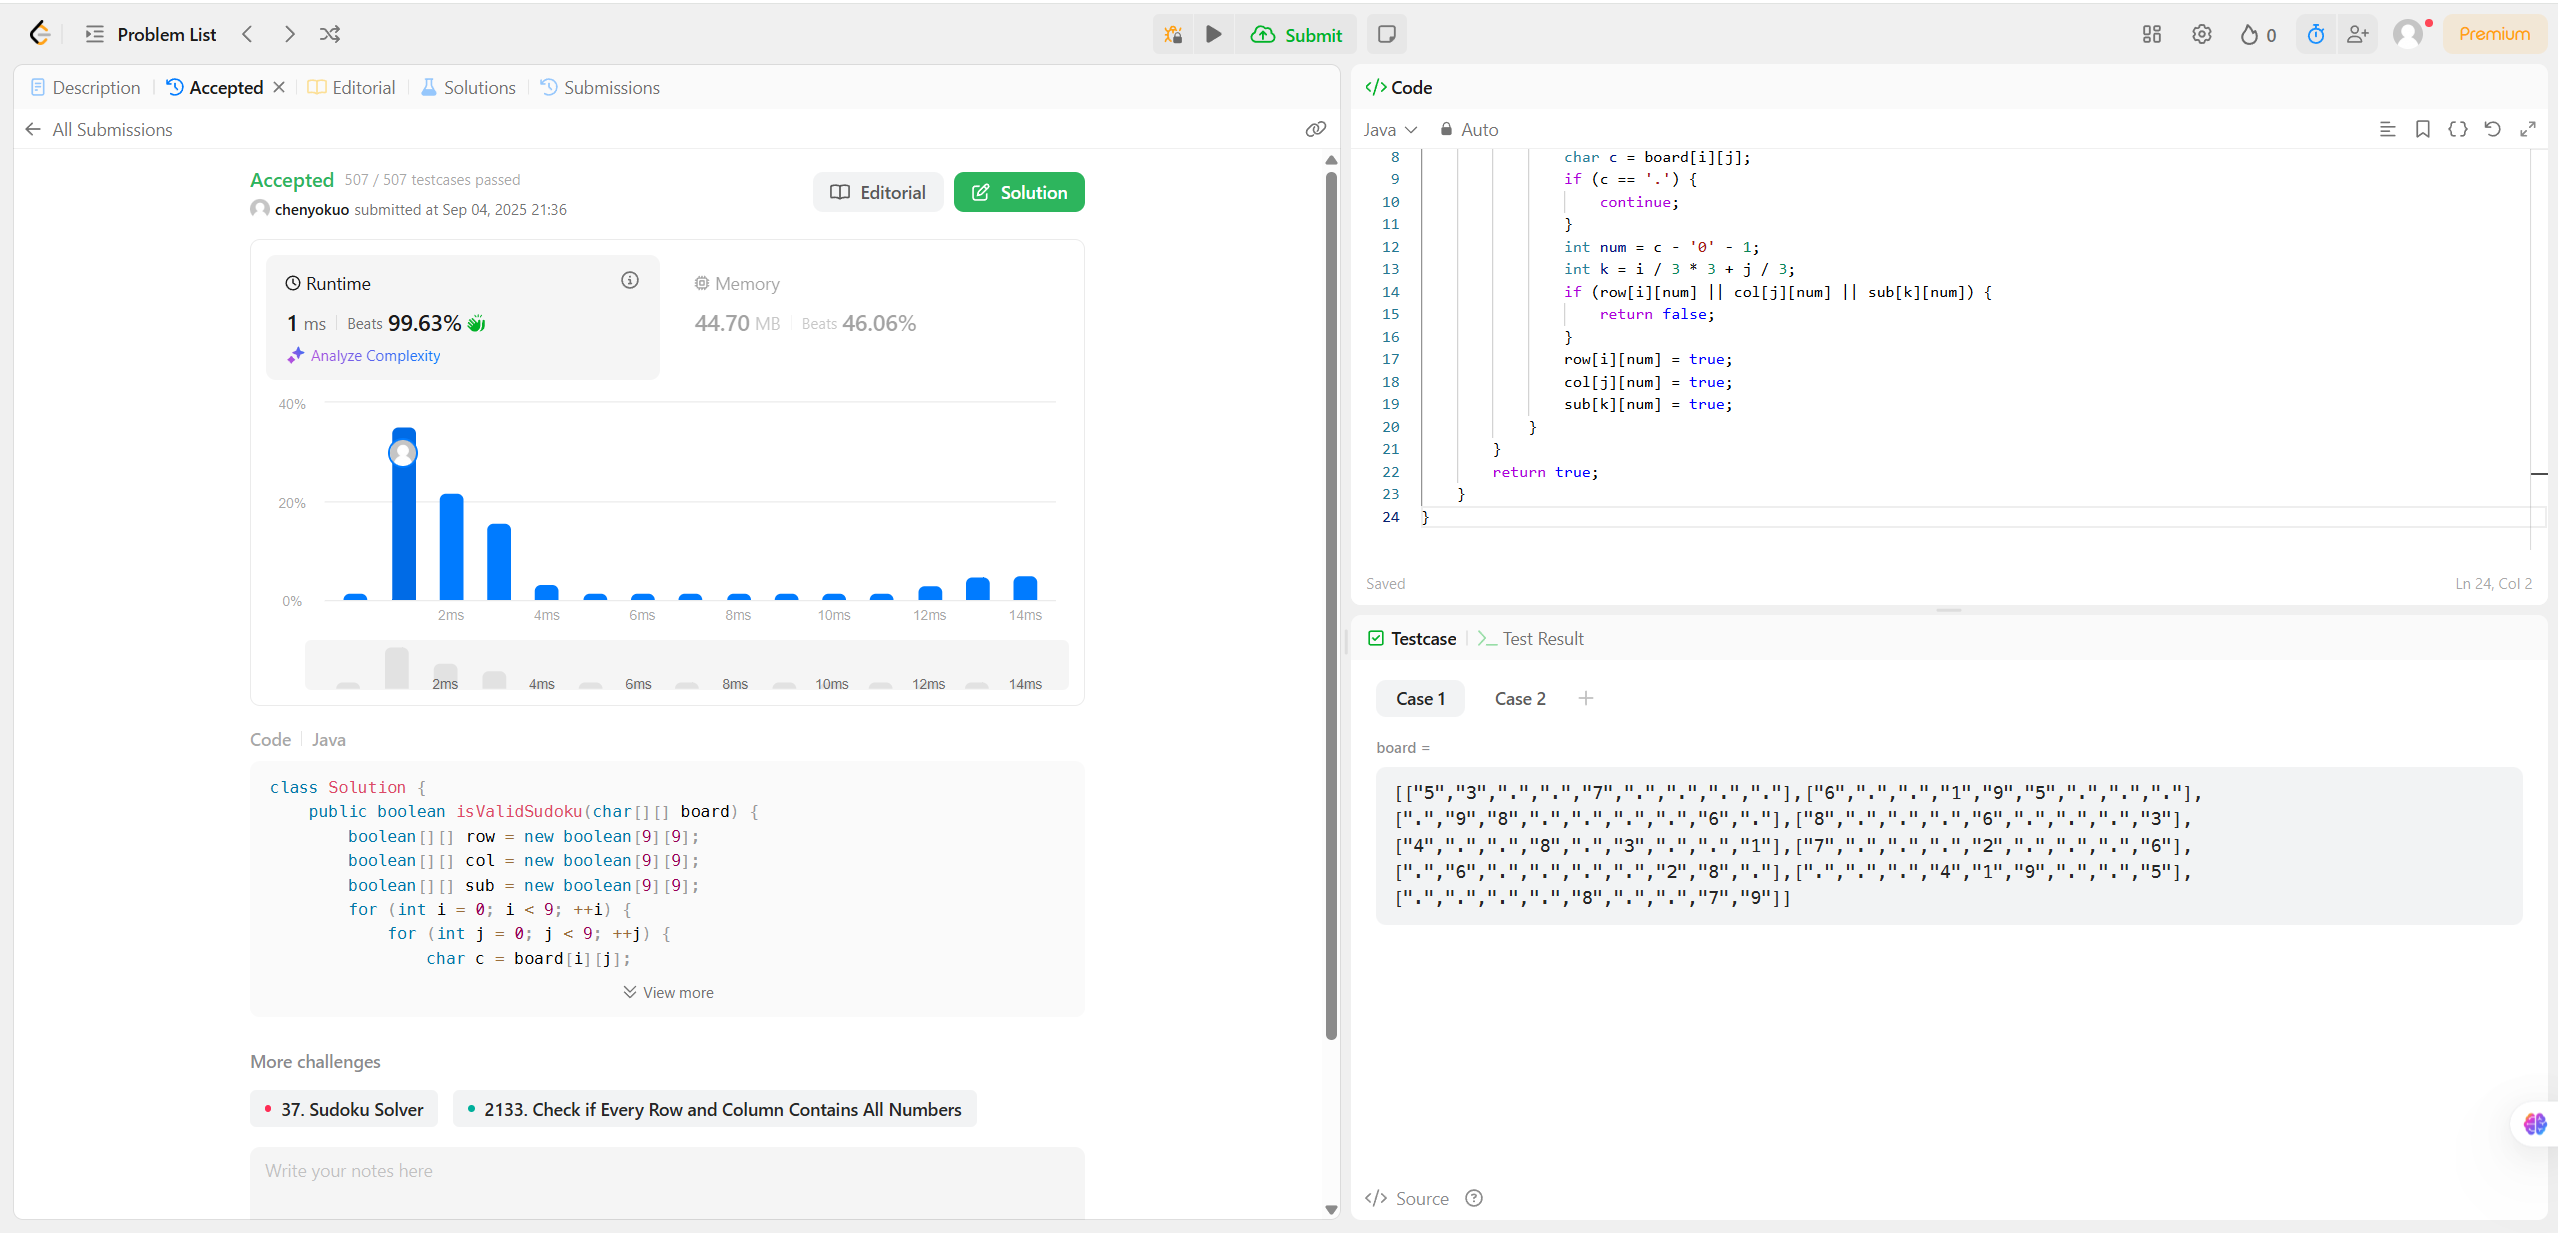 Problem List
Submit
0
Premium
Description
Accepted
Editorial
Solutions
Submissions
All Submissions
Accepted 507 / 507 testcases passed
chenyokuo submitted at Sep 04, 2025 21:36
Editorial
Solution
Runtime
1 ms Beats 99.63%
Analyze Complexity
Memory
44.70 MB Beats 46.06%
40%
20%
0%
2ms 4ms 6ms 8ms 10ms 12ms 14ms
2ms 4ms 6ms 8ms 10ms 12ms 14ms
Code Java
class Solution {
public boolean isValidSudoku(char[][] board) {
boolean[][] row = new boolean[9][9];
boolean[][] col = new boolean[9][9];
boolean[][] sub = new boolean[9][9];
for (int i = 0; i < 9; ++i) {
for (int j = 0; j < 9; ++j) {
char c = board[i][j];
View more
More challenges
37. Sudoku Solver
2133. Check if Every Row and Column Contains All Numbers
Write your notes here
</> Code
Java
Auto
8 char c = board[i][j];
9 if (c == '.') {
10 continue;
11 }
12 int num = c - '0' - 1;
13 int k = i / 3 * 3 + j / 3;
14 if (row[i][num] || col[j][num] || sub[k][num]) {
15 return false;
16 }
17 row[i][num] = true;
18 col[j][num] = true;
19 sub[k][num] = true;
20 }
21 }
22 return true;
23 }
24 }
Saved
Ln 24, Col 2
Testcase
Test Result
Case 1
Case 2
board =
[["5","3",".",".","7",".",".",".","."],["6",".",".","1","9","5",".",".","."],
[".","9","8",".",".",".",".","6","."],["8",".",".",".","6",".",".",".","3"],
["4",".",".","8",".","3",".",".","1"],["7",".",".",".","2",".",".",".","6"],
[".","6",".",".",".",".","2","8","."],[".",".",".","4","1","9",".",".","5"],
[".",".",".",".","8",".",".","7","9"]]
</> Source